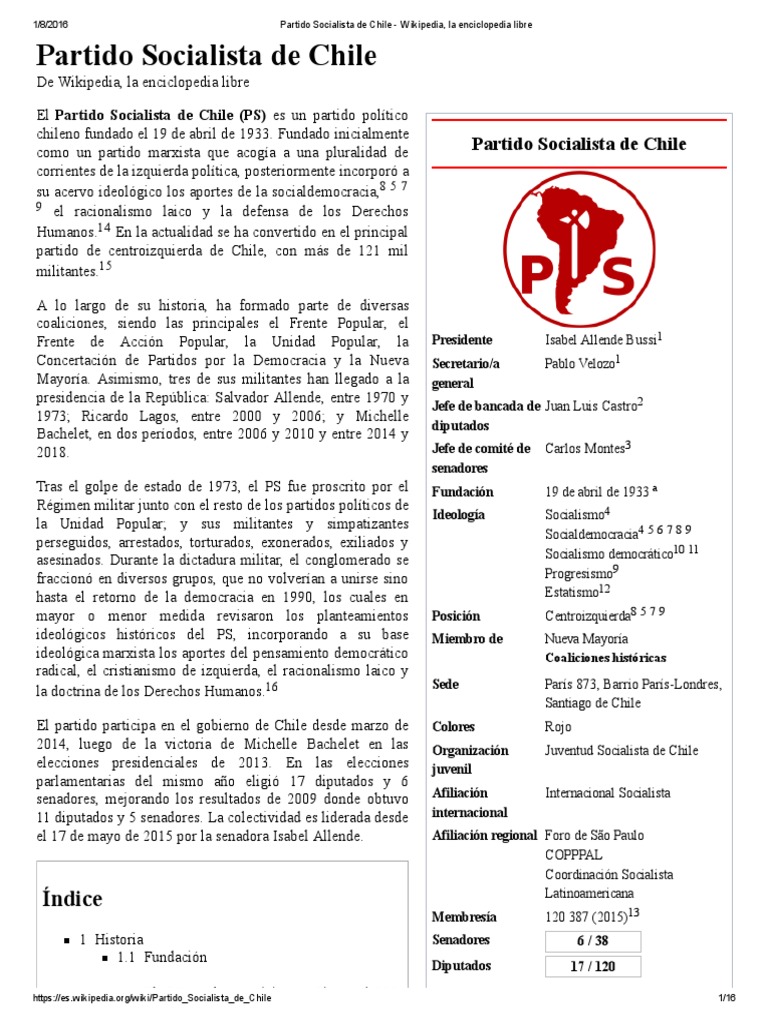 1/8/2016
Partido Socialista de Chile - Wikipedia, la enciclopedia libre
Partido Socialista de Chile
De Wikipedia, la enciclopedia libre
El Partido Socialista de Chile (PS) es un partido político
chileno fundado el 19 de abril de 1933. Fundado inicialmente
como un partido marxista que acogía a una pluralidad de
corrientes de la izquierda política, posteriormente incorporó a
su acervo ideológico los aportes de la socialdemocracia,8 5 7
9 el racionalismo laico y la defensa de los Derechos
Humanos.14 En la actualidad se ha convertido en el principal
partido de centroizquierda de Chile, con más de 121 mil
militantes.15
A lo largo de su historia, ha formado parte de diversas
coaliciones, siendo las principales el Frente Popular, el
Frente de Acción Popular, la Unidad Popular, la
Concertación de Partidos por la Democracia y la Nueva
Mayoría. Asimismo, tres de sus militantes han llegado a la
presidencia de la República: Salvador Allende, entre 1970 y
1973; Ricardo Lagos, entre 2000 y 2006; y Michelle
Bachelet, en dos períodos, entre 2006 y 2010 y entre 2014 y
2018.
Tras el golpe de estado de 1973, el PS fue proscrito por el
Régimen militar junto con el resto de los partidos políticos de
la Unidad Popular; y sus militantes y simpatizantes
perseguidos, arrestados, torturados, exonerados, exiliados y
asesinados. Durante la dictadura militar, el conglomerado se
fraccionó en diversos grupos, que no volverían a unirse sino
hasta el retorno de la democracia en 1990, los cuales en
mayor o menor medida revisaron los planteamientos
ideológicos históricos del PS, incorporando a su base
ideológica marxista los aportes del pensamiento democrático
radical, el cristianismo de izquierda, el racionalismo laico y
la doctrina de los Derechos Humanos.16
El partido participa en el gobierno de Chile desde marzo de
2014, luego de la victoria de Michelle Bachelet en las
elecciones presidenciales de 2013. En las elecciones
parlamentarias del mismo año eligió 17 diputados y 6
senadores, mejorando los resultados de 2009 donde obtuvo
11 diputados y 5 senadores. La colectividad es liderada desde
el 17 de mayo de 2015 por la senadora Isabel Allende.
Índice
1 Historia
1.1 Fundación
Partido Socialista de Chile
P S
Presidente Isabel Allende Bussi1
Secretario/a Pablo Velozo1
general
Jefe de bancada de Juan Luis Castro2
diputados
Jefe de comité de Carlos Montes3
senadores
Fundación 19 de abril de 1933 a
Ideología Socialismo4
Socialdemocracia4 5 6 7 8 9
Socialismo democrático10 11
Progresismo9
Estatismo12
Posición Centroizquierda8 5 7 9
Miembro de Nueva Mayoría
Coaliciones históricas
Sede París 873, Barrio París-Londres,
Santiago de Chile
Colores Rojo
Organización Juventud Socialista de Chile
juvenil
Afiliación Internacional Socialista
internacional
Afiliación regional Foro de São Paulo
COPPPAL
Coordinación Socialista
Latinoamericana
Membresía 120 387 (2015)13
Senadores 6 / 38
Diputados 17 / 120
https://es.wikipedia.org/wiki/Partido_Socialista_de_Chile
1/16